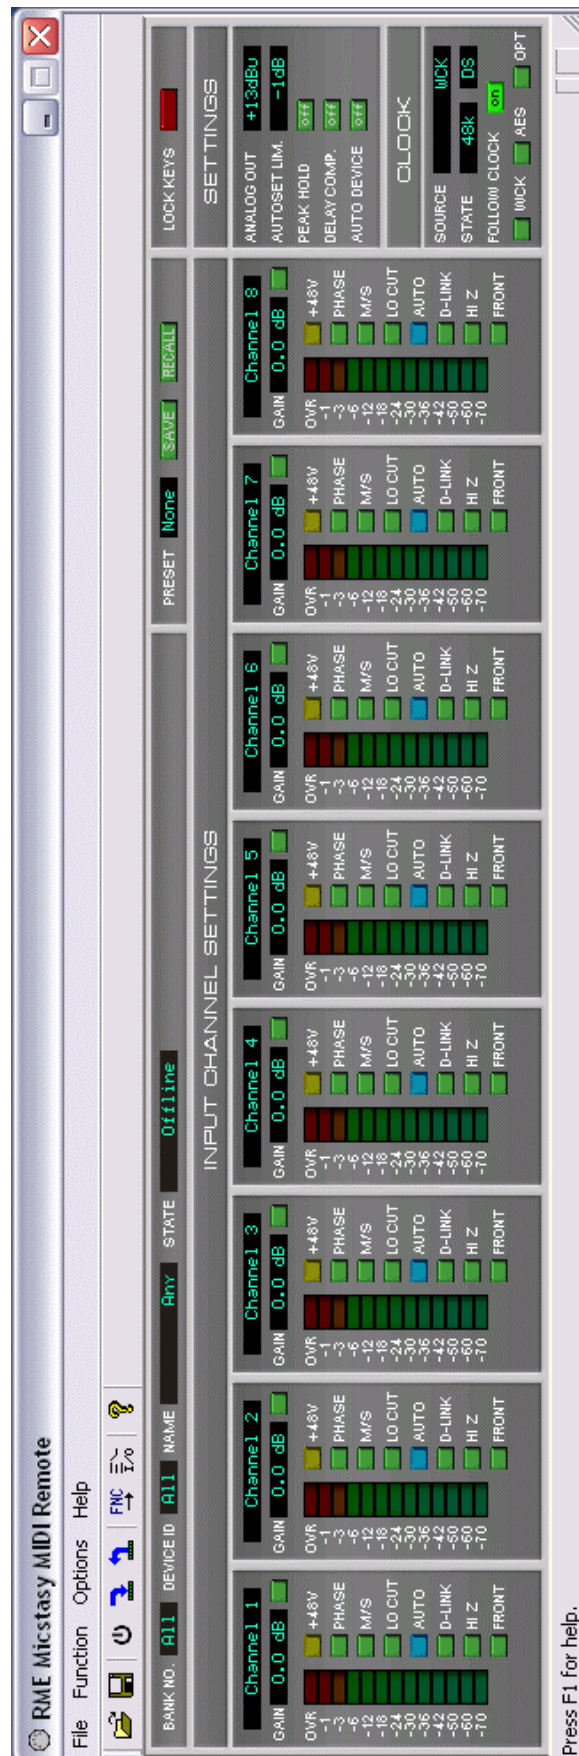 RME Micstasy MIDI Remote
File Function Options Help
FNC I/O
BANK NO. All DEVICE ID All NAME Any STATE Offline PRESET None SAVE RECALL LOCK KEYS
INPUT CHANNEL SETTINGS
Channel 1
GAIN 0.0 dB
OVR
-1
-3
-6
-12
-18
-24
-30
-36
-42
-50
-60
-70
+48V
PHASE
M/S
LO CUT
AUTO
D-LINK
HI Z
FRONT
Channel 2
GAIN 0.0 dB
OVR
-1
-3
-6
-12
-18
-24
-30
-36
-42
-50
-60
-70
+48V
PHASE
M/S
LO CUT
AUTO
D-LINK
HI Z
FRONT
Channel 3
GAIN 0.0 dB
OVR
-1
-3
-6
-12
-18
-24
-30
-36
-42
-50
-60
-70
+48V
PHASE
M/S
LO CUT
AUTO
D-LINK
HI Z
FRONT
Channel 4
GAIN 0.0 dB
OVR
-1
-3
-6
-12
-18
-24
-30
-36
-42
-50
-60
-70
+48V
PHASE
M/S
LO CUT
AUTO
D-LINK
HI Z
FRONT
Channel 5
GAIN 0.0 dB
OVR
-1
-3
-6
-12
-18
-24
-30
-36
-42
-50
-60
-70
+48V
PHASE
M/S
LO CUT
AUTO
D-LINK
HI Z
FRONT
Channel 6
GAIN 0.0 dB
OVR
-1
-3
-6
-12
-18
-24
-30
-36
-42
-50
-60
-70
+48V
PHASE
M/S
LO CUT
AUTO
D-LINK
HI Z
FRONT
Channel 7
GAIN 0.0 dB
OVR
-1
-3
-6
-12
-18
-24
-30
-36
-42
-50
-60
-70
+48V
PHASE
M/S
LO CUT
AUTO
D-LINK
HI Z
FRONT
Channel 8
GAIN 0.0 dB
OVR
-1
-3
-6
-12
-18
-24
-30
-36
-42
-50
-60
-70
+48V
PHASE
M/S
LO CUT
AUTO
D-LINK
HI Z
FRONT
SETTINGS
ANALOG OUT +13dBu
AUTOSET LIM. -1dB
PEAK HOLD off
DELAY COMP. off
AUTO DEVICE off
CLOCK
SOURCE WCK
STATE 48k DS
FOLLOW CLOCK on
WCK AES OPT
Press F1 for help.